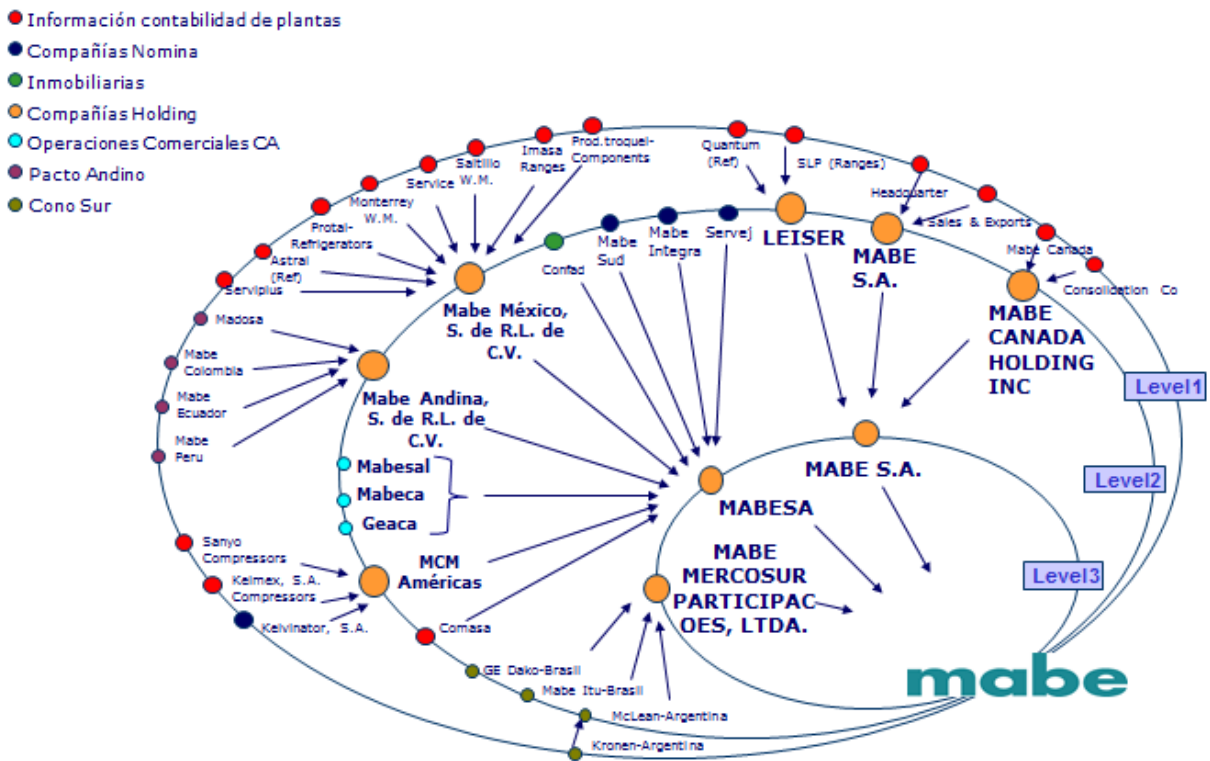 Información contabilidad de plantas
Compañías Nomina
Inmobiliarias
Compañías Holding
Operaciones Comerciales CA
Pacto Andino
Cono Sur
Prod.troquel-
Components
Imasa
Ranges
Saltillo
W.M.
Service
Monterrey
W.M.
Protal-
Refrigerators
Astral
(Ref)
Serviplus
Quantum
(Ref)
SLP (Ranges)
Headquarter
Sales & Exports
Mabe Canada
Consolidation Co
Madosa
Mabe
Colombia
Mabe
Ecuador
Mabe
Peru
Confad
Mabe
Sud
Mabe
Integra
Servej
LEISER
MABE
S.A.
MABE
CANADA
HOLDING
INC
Mabe México,
S. de R.L. de
C.V.
Mabe Andina,
S. de R.L. de
C.V.
Mabesal
Mabeca
Geaca
MCM
Américas
Sanyo
Compressors
Kelmex, S.A.
Compressors
Kelvinator, S.A.
Comasa
GE Dako-Brasil
Mabe Itu-Brasil
McLean-Argentina
Kronen-Argentina
MABE S.A.
MABESA
MABE
MERCOSUR
PARTICIPAC
OES, LTDA.
Level1
Level2
Level3
mabe